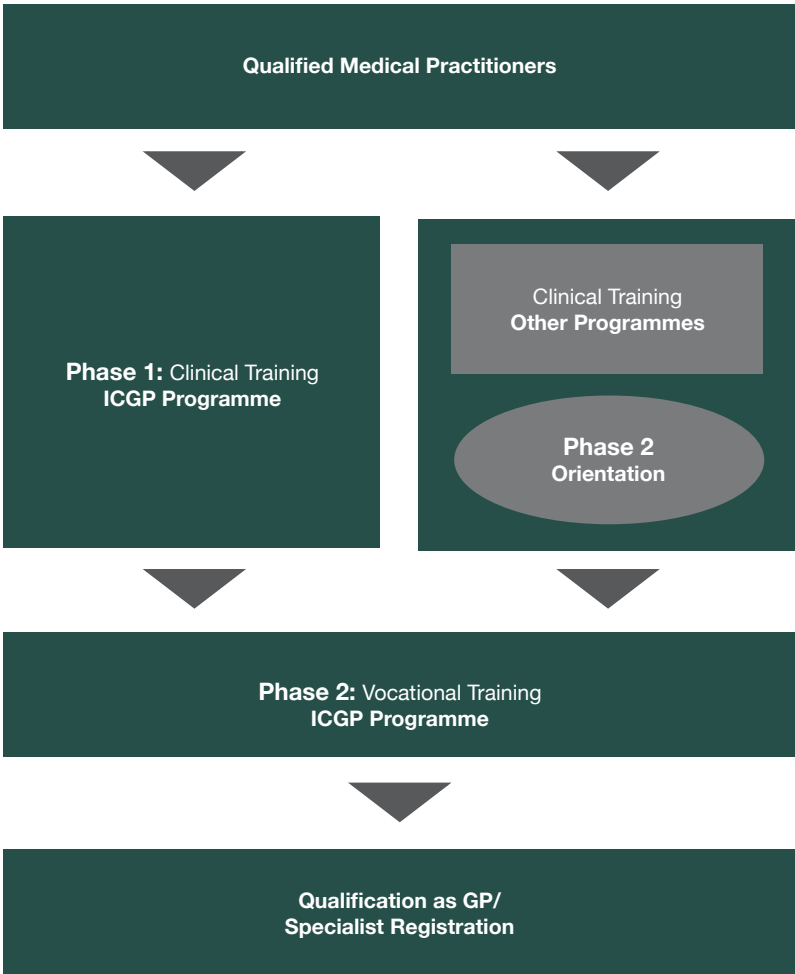 Qualified Medical Practitioners
Phase 1: Clinical Training
ICGP Programme
Clinical Training
Other Programmes
Phase 2
Orientation
Phase 2: Vocational Training
ICGP Programme
Qualification as GP/
Specialist Registration